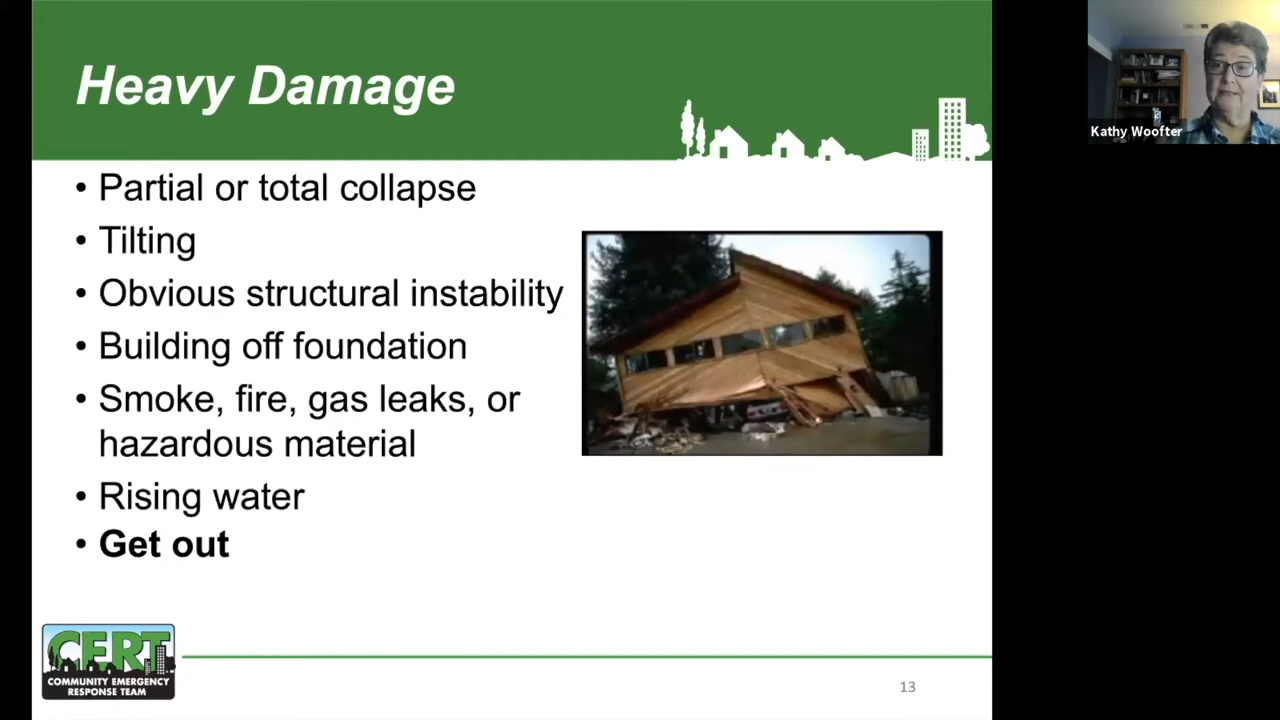 Heavy Damage
Kathy Woofter
• Partial or total collapse
• Tilting
• Obvious structural instability
• Building off foundation
• Smoke, fire, gas leaks, or
hazardous material
• Rising water
• Get out
CERT
COMMUNITY EMERGENCY
RESPONSE TEAM
13